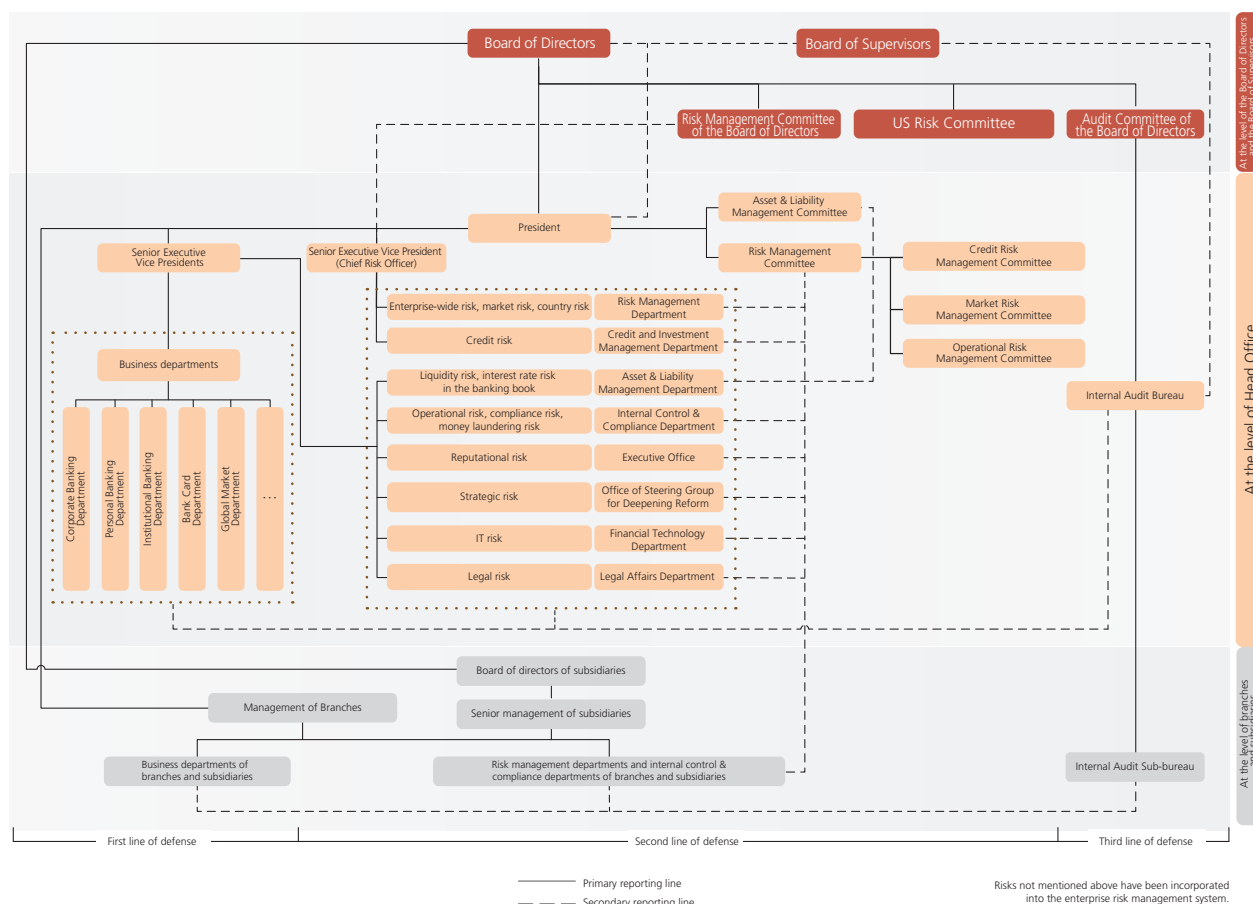 Board of Directors
Board of Supervisors
Risk Management Committee
of the Board of Directors
US Risk Committee
Audit Committee of
the Board of Directors
At the level of the Board of Directors
and the Board of Supervisors
President
Asset & Liability
Management Committee
Senior Executive
Vice Presidents
Senior Executive Vice President
(Chief Risk Officer)
Risk Management
Committee
Credit Risk
Management Committee
Market Risk
Management Committee
Operational Risk
Management Committee
Enterprise-wide risk, market risk, country risk
Risk Management
Department
Credit risk
Credit and Investment
Management Department
Liquidity risk, interest rate risk
in the banking book
Asset & Liability
Management Department
Operational risk, compliance risk,
money laundering risk
Internal Control &
Compliance Department
Reputational risk
Executive Office
Strategic risk
Office of Steering Group
for Deepening Reform
IT risk
Financial Technology
Department
Legal risk
Legal Affairs Department
Business departments
Corporate Banking
Department
Personal Banking
Department
Institutional Banking
Department
Bank Card
Department
Global Market
Department
...
Internal Audit Bureau
At the level of Head Office
Board of directors of subsidiaries
Management of Branches
Senior management of subsidiaries
Business departments of
branches and subsidiaries
Risk management departments and internal control &
compliance departments of branches and subsidiaries
Internal Audit Sub-bureau
At the level of branches
and subsidiaries
First line of defense
Second line of defense
Third line of defense
Primary reporting line
Secondary reporting line
Risks not mentioned above have been incorporated
into the enterprise risk management system.